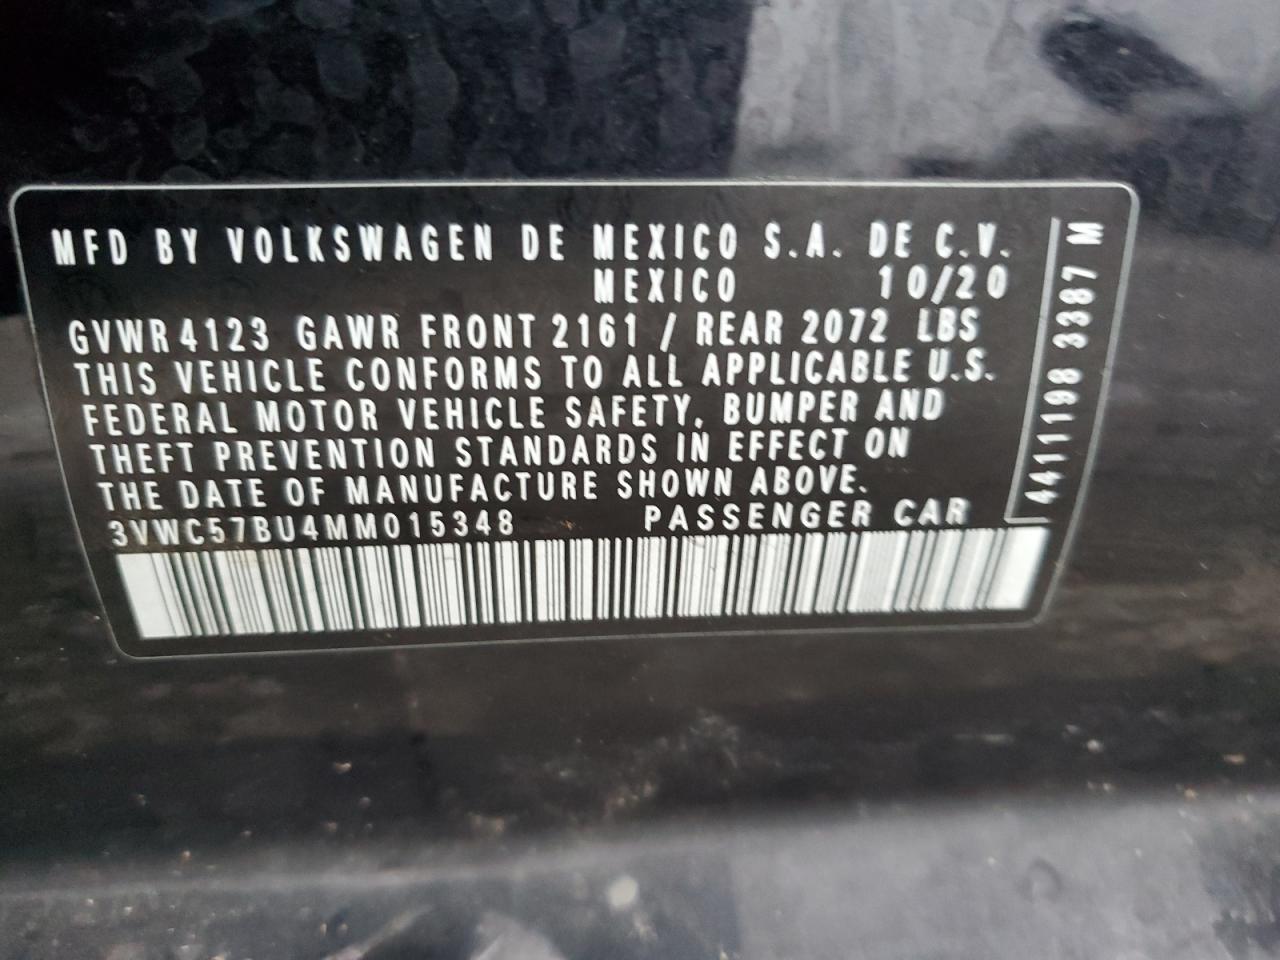 MFD BY VOLKSWAGEN DE MEXICO S.A. DE C.V.
MEXICO 10/20
GVWR 4123 GAWR FRONT 2161 / REAR 2072 LBS
THIS VEHICLE CONFORMS TO ALL APPLICABLE U.S.
FEDERAL MOTOR VEHICLE SAFETY, BUMPER AND
THEFT PREVENTION STANDARDS IN EFFECT ON
THE DATE OF MANUFACTURE SHOWN ABOVE.
3VWC57BU4MM015348 PASSENGER CAR
4411198 3387 M